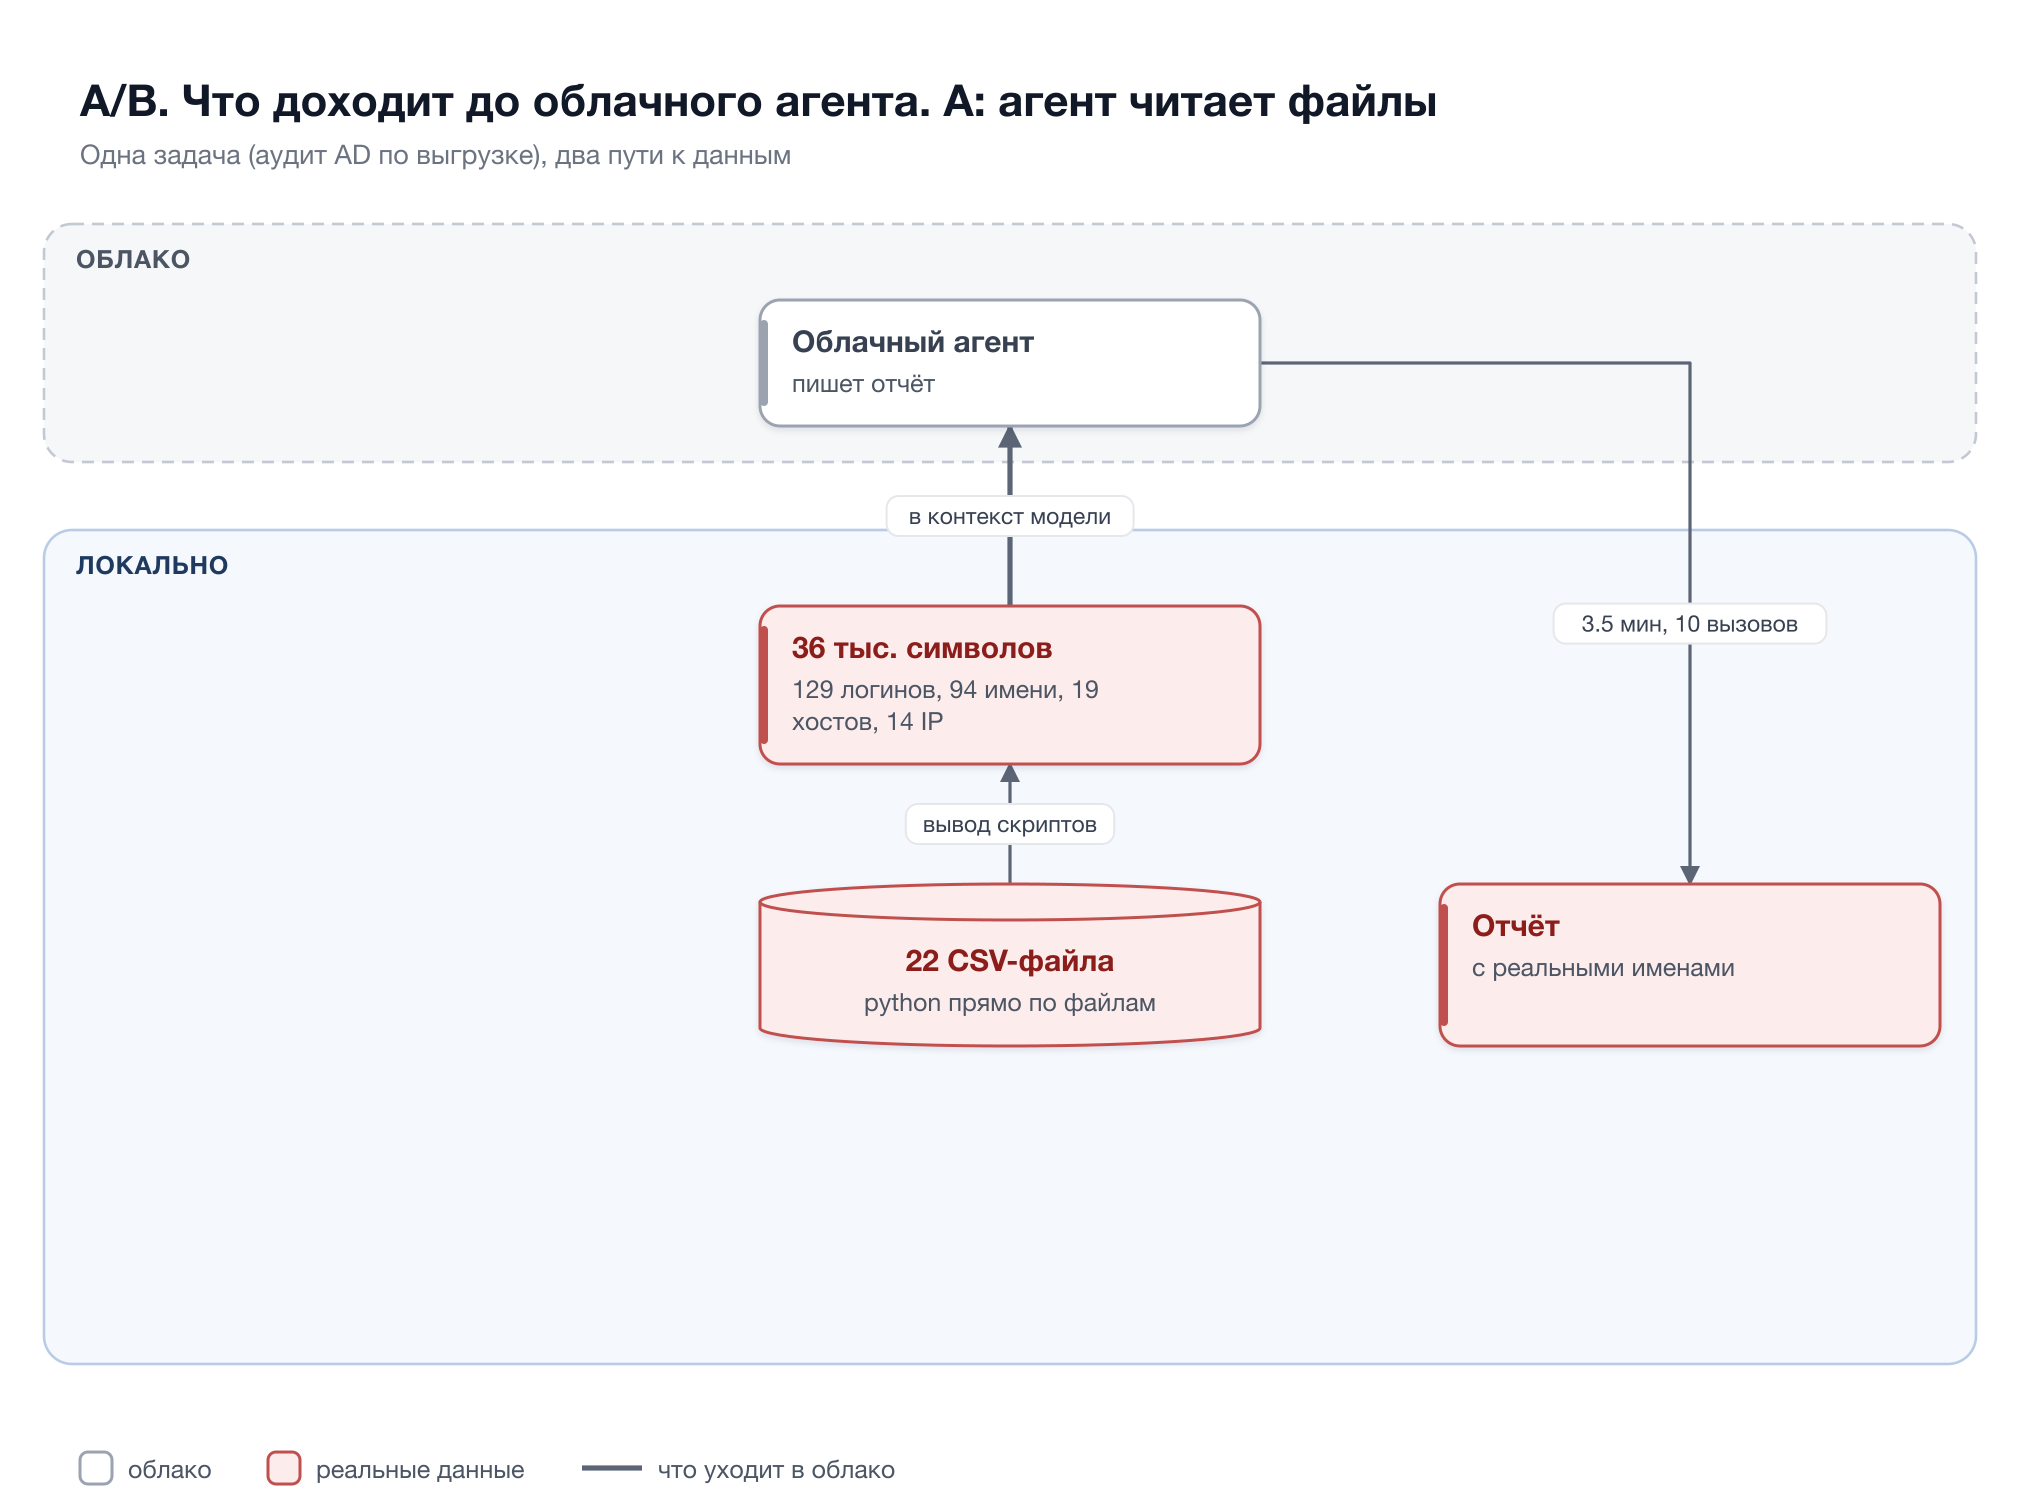 A/B. Что доходит до облачного агента. A: агент читает файлы
Одна задача (аудит AD по выгрузке), два пути к данным
ОБЛАКО
Облачный агент
пишет отчёт
в контекст модели
ЛОКАЛЬНО
3.5 мин, 10 вызовов
36 тыс. символов
129 логинов, 94 имени, 19
хостов, 14 IP
вывод скриптов
22 CSV-файла
python прямо по файлам
Отчёт
с реальными именами
облако
реальные данные
что уходит в облако